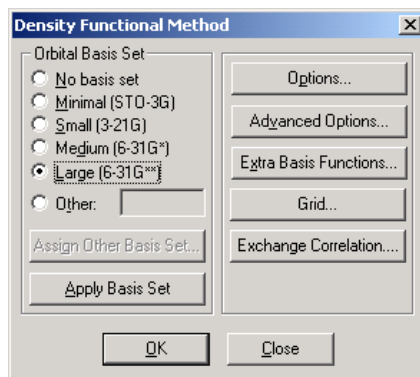 Density Functional Method
Orbital Basis Set
No basis set
Minimal (STO-3G)
Small (3-21G)
Medium (6-31G*)
Large (6-31G**)
Other:
Assign Other Basis Set...
Apply Basis Set
Options...
Advanced Options...
Extra Basis Functions...
Grid...
Exchange Correlation....
OK
Close